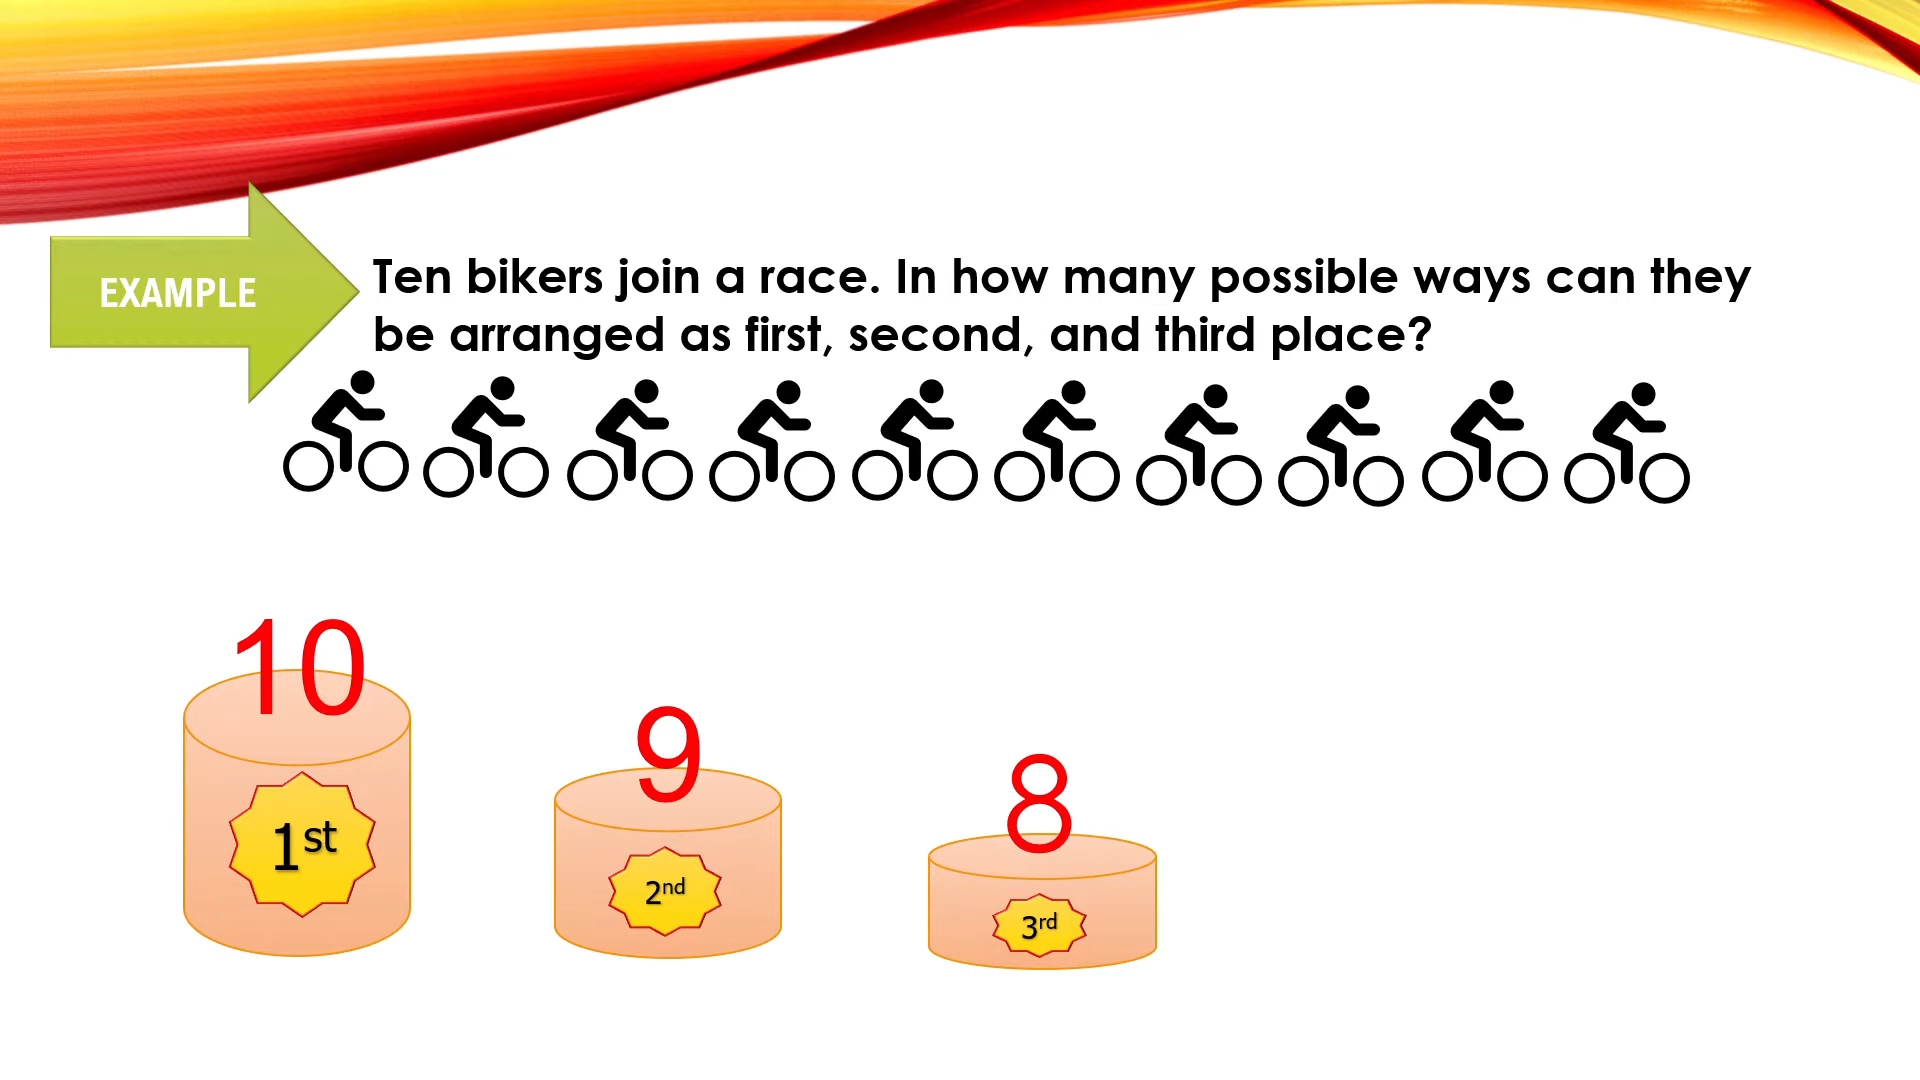 EXAMPLE
Ten bikers join a race. In how many possible ways can they
be arranged as first, second, and third place?
10
9
8
1st
2nd
3rd